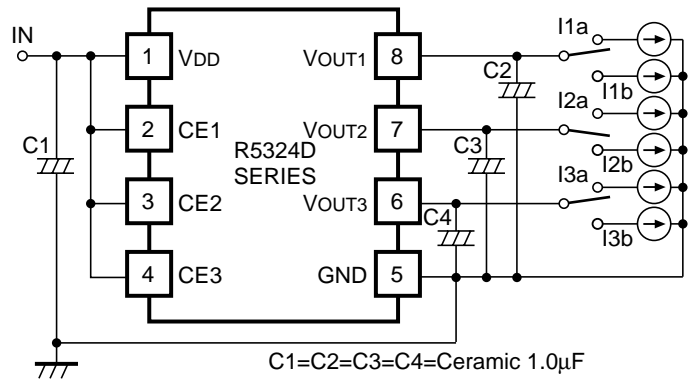 IN
1 VDD
2 CE1
3 CE2
4 CE3
R5324D
SERIES
VOUT1 8
VOUT2 7
VOUT3 6
GND 5
C1
C2
C3
C4
I1a
I1b
I2a
I2b
I3a
I3b
C1=C2=C3=C4=Ceramic 1.0μF